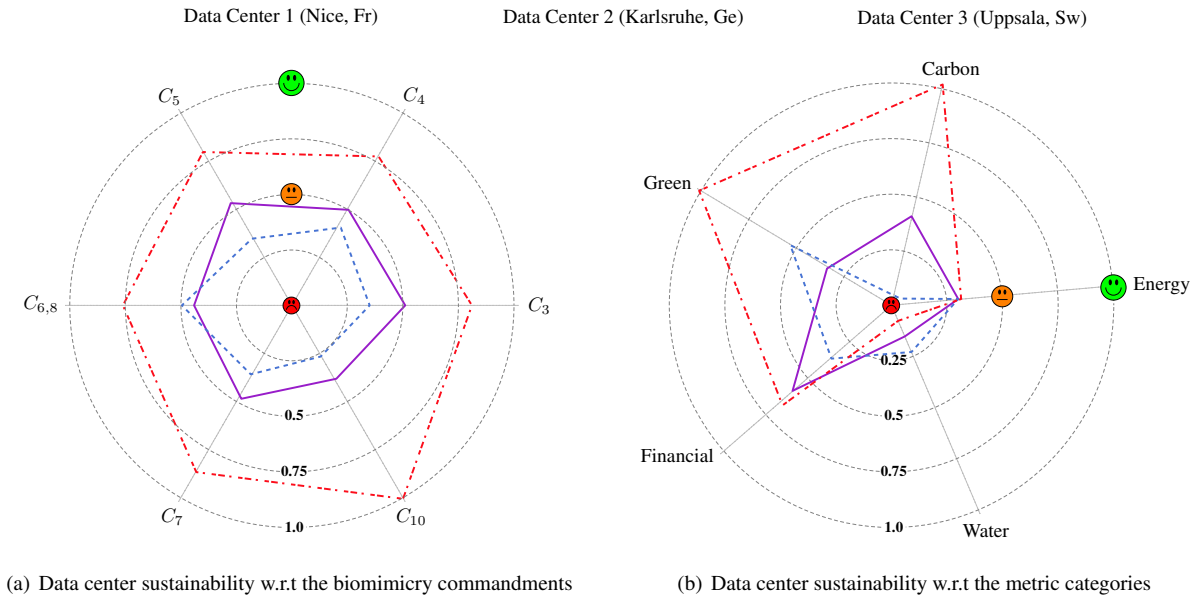 Data Center 1 (Nice, Fr)
Data Center 2 (Karlsruhe, Ge)
Data Center 3 (Uppsala, Sw)
C₅
C₄
C₆,₈
C₃
0.5
0.75
C₇
C₁₀
1.0
Carbon
Green
Energy
0.25
0.5
Financial
0.75
Water
1.0
(a) Data center sustainability w.r.t the biomimicry commandments
(b) Data center sustainability w.r.t the metric categories